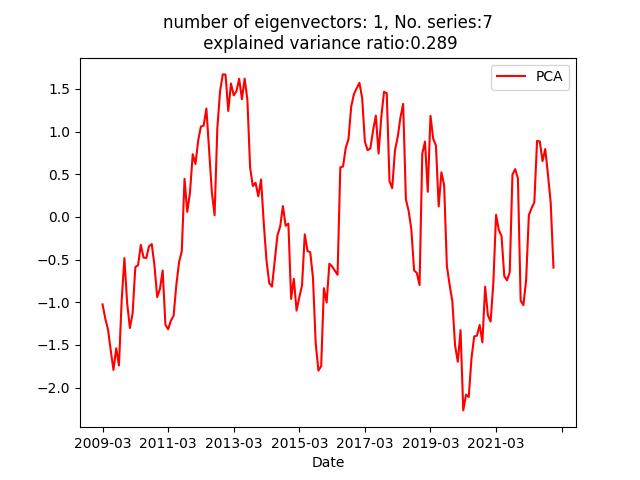 number of eigenvectors: 1, No. series:7
explained variance ratio:0.289
PCA
1.5
1.0
0.5
0.0
−0.5
−1.0
−1.5
−2.0
2009-03 2011-03 2013-03 2015-03 2017-03 2019-03 2021-03
Date